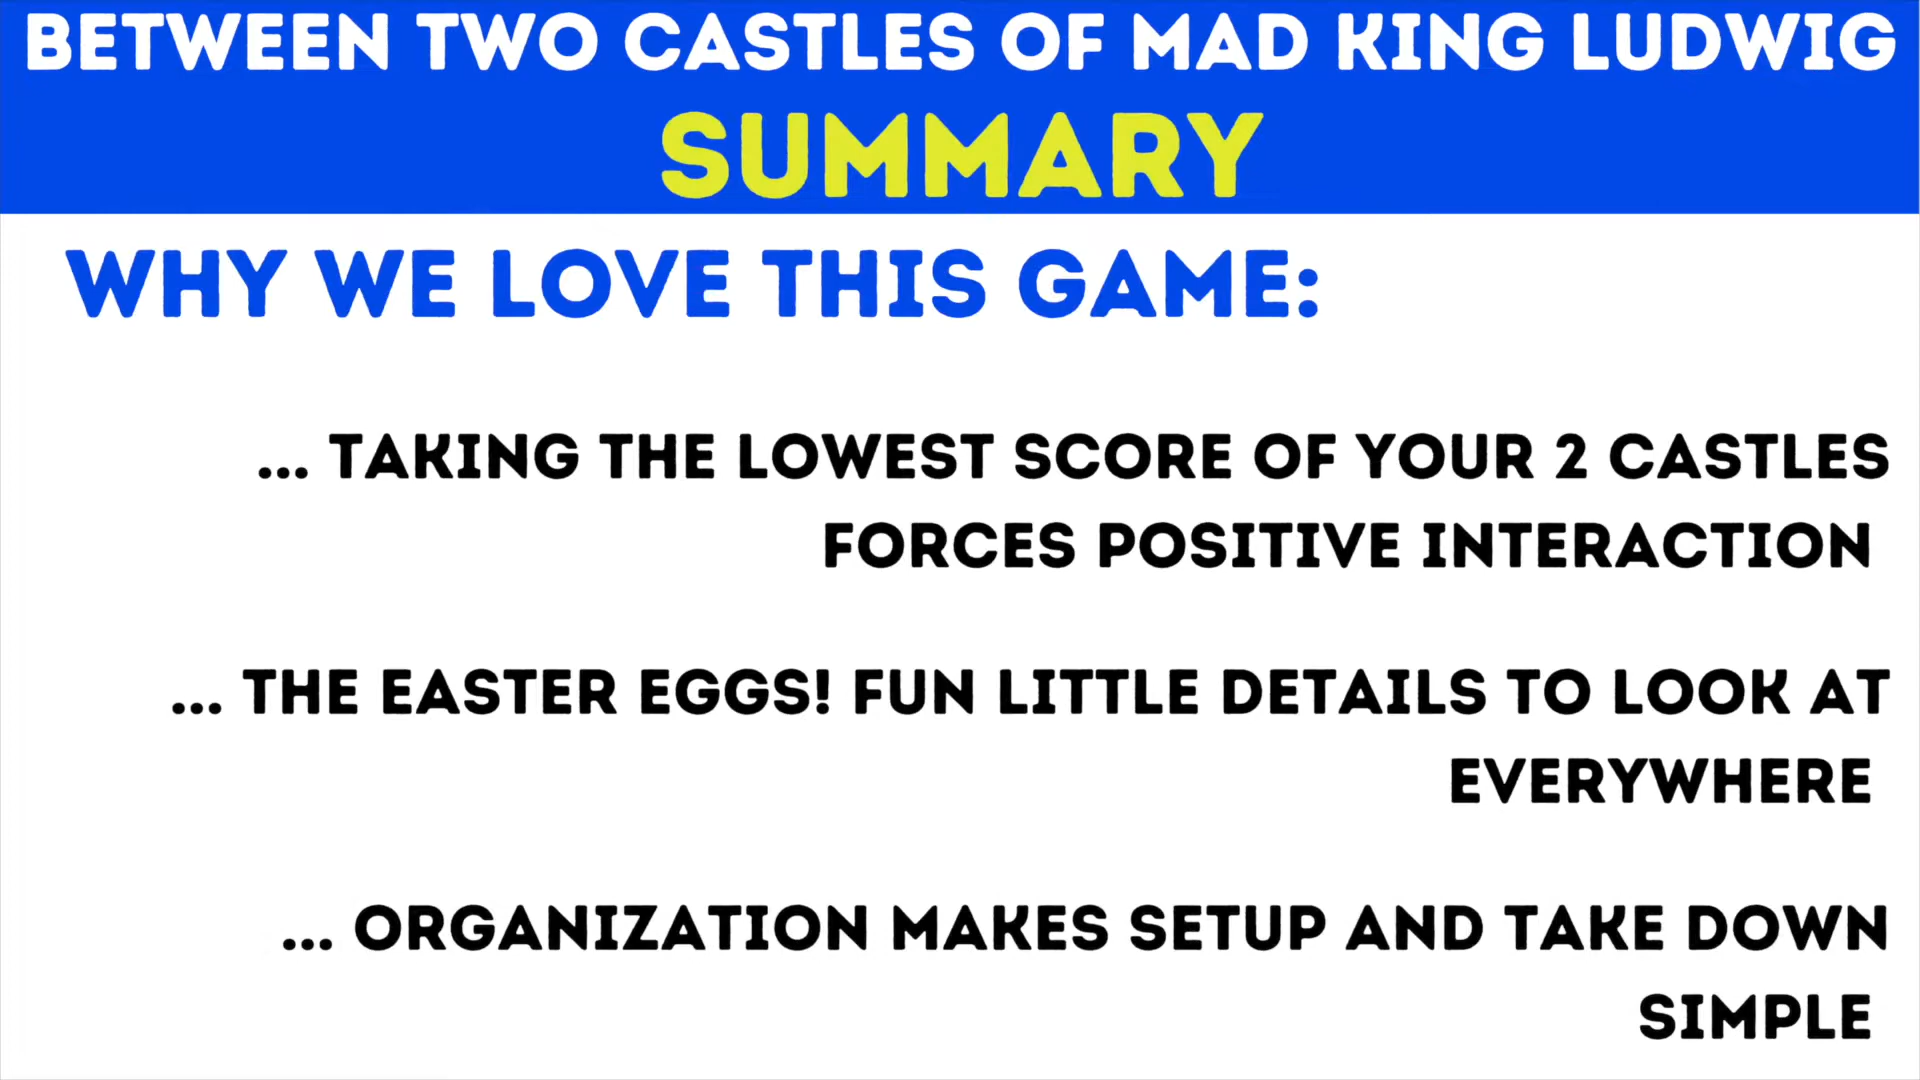 BETWEEN TWO CASTLES OF MAD KING LUDWIG
SUMMARY
WHY WE LOVE THIS GAME:
... TAKING THE LOWEST SCORE OF YOUR 2 CASTLES
FORCES POSITIVE INTERACTION
... THE EASTER EGGS! FUN LITTLE DETAILS TO LOOK AT
EVERYWHERE
... ORGANIZATION MAKES SETUP AND TAKE DOWN
SIMPLE